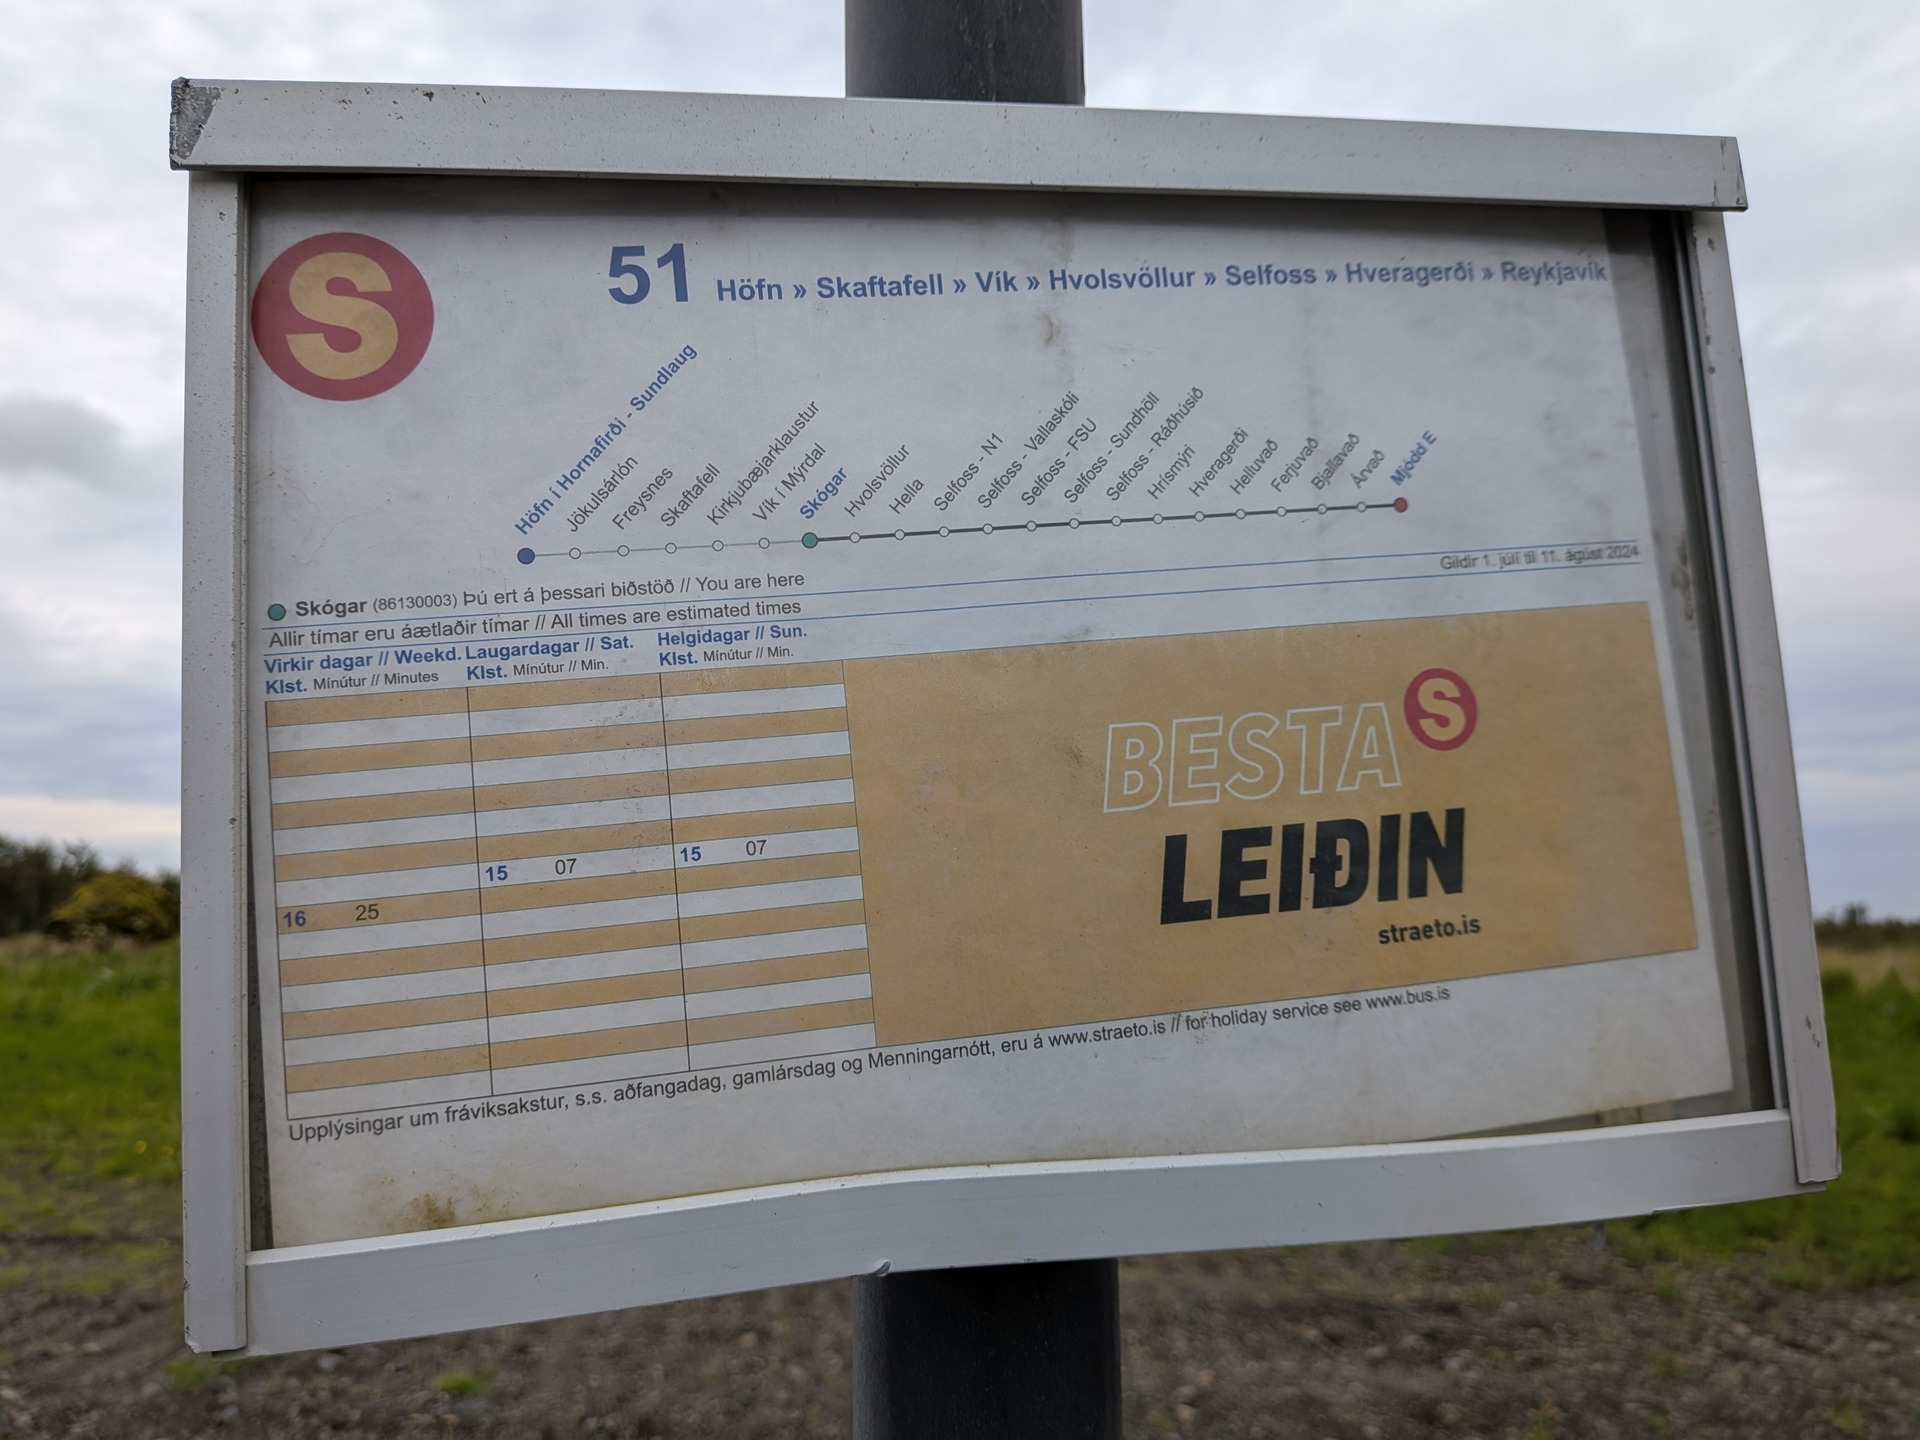 S
51 Höfn » Skaftafell » Vík » Hvolsvöllur » Selfoss » Hveragerði » Reykjavík
Höfn í Hornafirði - Sundlaug
Jökulsárlón
Freysnes
Skaftafell
Kirkjubæjarklaustur
Vík í Mýrdal
Skógar
Hvolsvöllur
Hella
Selfoss - N1
Selfoss - Vallaskóli
Selfoss - FSU
Selfoss - Sundhöll
Selfoss - Ráðhúsið
Hrísmýri
Hveragerði
Helluvað
Ferjuvað
Bjallavað
Árvað
Mjódd E
Gildir 1. júlí til 11. ágúst 2024
Skógar (86130003) Þú ert á þessari biðstöð // You are here
Allir tímar eru áætlaðir tímar // All times are estimated times
Virkir dagar // Weekd. Laugardagar // Sat. Helgidagar // Sun.
Klst. Mínútur // Minutes Klst. Mínútur // Min. Klst. Mínútur // Min.
15 07 15 07
16 25
BESTA S
LEIÐIN
straeto.is
Upplýsingar um fráviksakstur, s.s. aðfangadag, gamlársdag og Menningarnótt, eru á www.straeto.is // for holiday service see www.bus.is